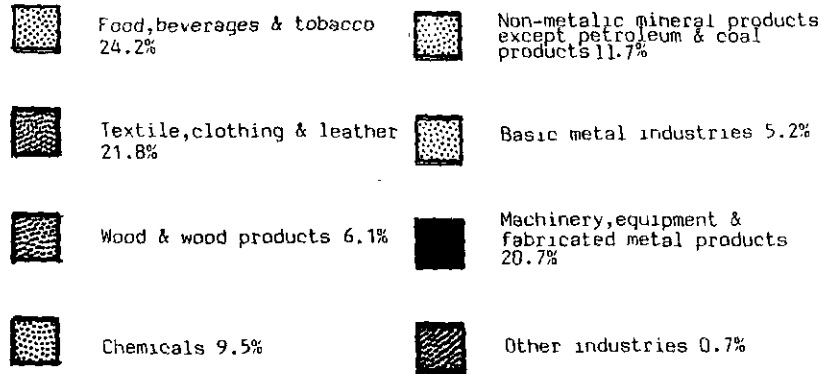 Food,beverages & tobacco
24.2%
Textile,clothing & leather
21.8%
Wood & wood products 6.1%
Chemicals 9.5%
Non-metalic mineral products
except petroleum & coal
products 11.7%
Basic metal industries 5.2%
Machinery,equipment &
fabricated metal products
20.7%
Other industries 0.7%